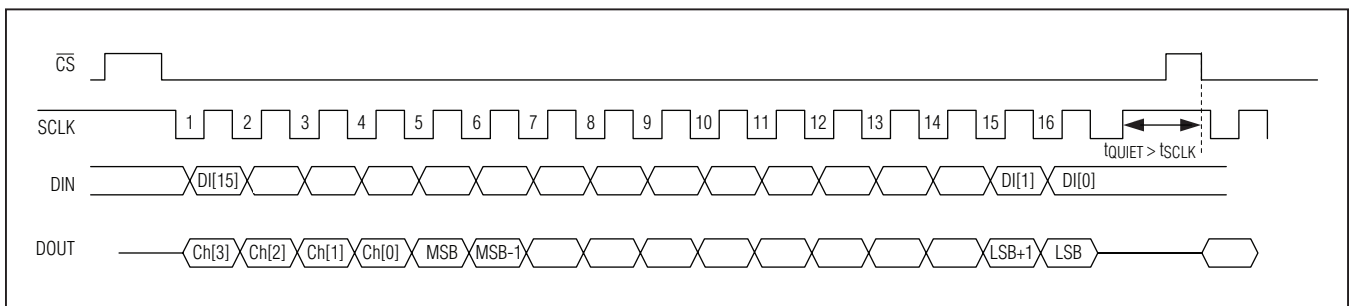 CS
SCLK 1 2 3 4 5 6 7 8 9 10 11 12 13 14 15 16
tQUIET > tSCLK
DIN DI[15] DI[1] DI[0]
DOUT Ch[3] Ch[2] Ch[1] Ch[0] MSB MSB-1 LSB+1 LSB